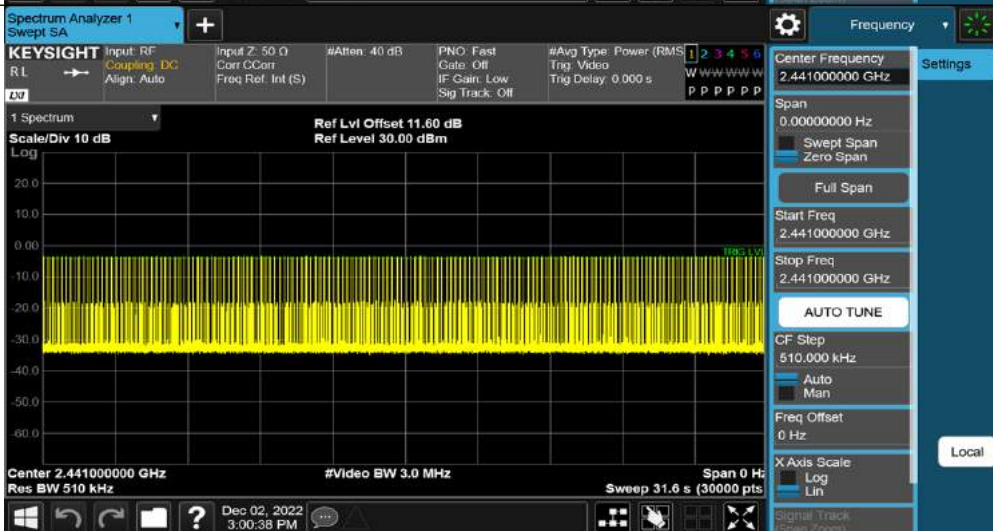 Spectrum Analyzer 1
Swept SA
+
Frequency
KEYSIGHT
RL
LXI
Input: RF
Coupling: DC
Align: Auto
Input Z: 50 Ω
Corr CCorr
Freq Ref: Int (S)
#Atten: 40 dB
PNO: Fast
Gate: Off
IF Gain: Low
Sig Track: Off
#Avg Type: Power (RMS
Trig: Video
Trig Delay: 0.000 s
1 2 3 4 5 6
W W W W W W
P P P P P P
1 Spectrum
Scale/Div 10 dB
Log
Ref Lvl Offset 11.60 dB
Ref Level 30.00 dBm
20.0
10.0
0.00
-10.0
-20.0
-30.0
-40.0
-50.0
-60.0
TRIG LVL
Center 2.441000000 GHz
Res BW 510 kHz
#Video BW 3.0 MHz
Span 0 Hz
Sweep 31.6 s (30000 pts
Dec 02, 2022
3:00:38 PM
Center Frequency
2.441000000 GHz
Span
0.00000000 Hz
Swept Span
Zero Span
Full Span
Start Freq
2.441000000 GHz
Stop Freq
2.441000000 GHz
AUTO TUNE
CF Step
510.000 kHz
Auto
Man
Freq Offset
0 Hz
X Axis Scale
Log
Lin
Signal Track
(Span Zoom)
Settings
Local